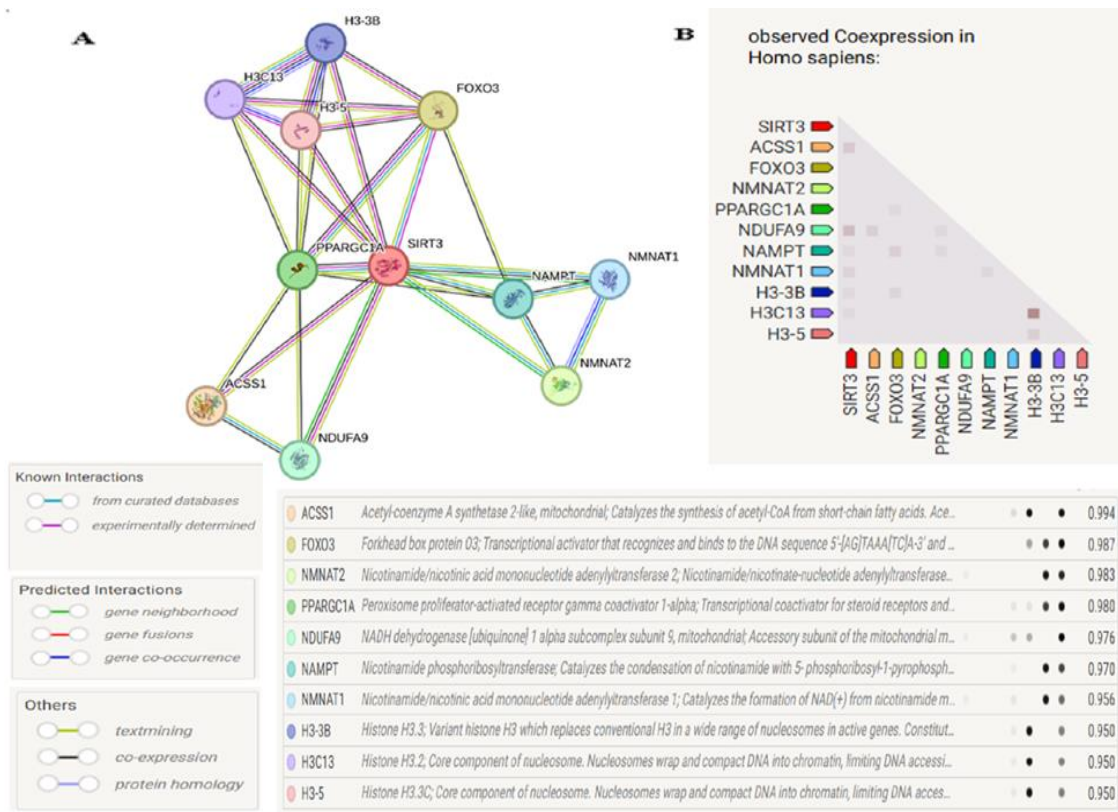 A
H3-3B
H3C13
FOXO3
H3-5
PPARGC1A
SIRT3
NAMPT
NMNAT1
NMNAT2
ACSS1
NDUFA9
B
observed Coexpression in
Homo sapiens:
SIRT3
ACSS1
FOXO3
NMNAT2
PPARGC1A
NDUFA9
NAMPT
NMNAT1
H3-3B
H3C13
H3-5
SIRT3
ACSS1
FOXO3
NMNAT2
PPARGC1A
NDUFA9
NAMPT
NMNAT1
H3-3B
H3C13
H3-5
Known Interactions
from curated databases
experimentally determined
Predicted Interactions
gene neighborhood
gene fusions
gene co-occurrence
Others
textmining
co-expression
protein homology
ACSS1 Acetyl-coenzyme A synthetase 2-like, mitochondrial; Catalyzes the synthesis of acetyl-CoA from short-chain fatty acids. Ace... 0.994
FOXO3 Forkhead box protein O3; Transcriptional activator that recognizes and binds to the DNA sequence 5'-[AG]TAAA[TC]A-3' and ... 0.987
NMNAT2 Nicotinamide/nicotinic acid mononucleotide adenylyltransferase 2; Nicotinamide/nicotinate-nucleotide adenylyltransferase... 0.983
PPARGC1A Peroxisome proliferator-activated receptor gamma coactivator 1-alpha; Transcriptional coactivator for steroid receptors and... 0.980
NDUFA9 NADH dehydrogenase [ubiquinone] 1 alpha subcomplex subunit 9, mitochondrial; Accessory subunit of the mitochondrial m... 0.976
NAMPT Nicotinamide phosphoribosyltransferase; Catalyzes the condensation of nicotinamide with 5- phosphoribosyl-1-pyrophosph... 0.970
NMNAT1 Nicotinamide/nicotinic acid mononucleotide adenylyltransferase 1; Catalyzes the formation of NAD(+) from nicotinamide m... 0.956
H3-3B Histone H3.3; Variant histone H3 which replaces conventional H3 in a wide range of nucleosomes in active genes. Constitut... 0.950
H3C13 Histone H3.2; Core component of nucleosome. Nucleosomes wrap and compact DNA into chromatin, limiting DNA accessi... 0.950
H3-5 Histone H3.3C; Core component of nucleosome. Nucleosomes wrap and compact DNA into chromatin, limiting DNA acces... 0.950